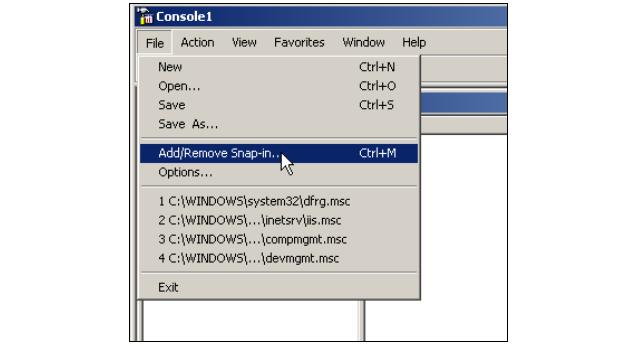 Console1
File Action View Favorites Window Help
New Ctrl+N
Open... Ctrl+O
Save Ctrl+S
Save As...
Add/Remove Snap-in... Ctrl+M
Options...
1 C:\WINDOWS\system32\dfrg.msc
2 C:\WINDOWS\...\inetsrv\iis.msc
3 C:\WINDOWS\...\compmgmt.msc
4 C:\WINDOWS\...\devmgmt.msc
Exit